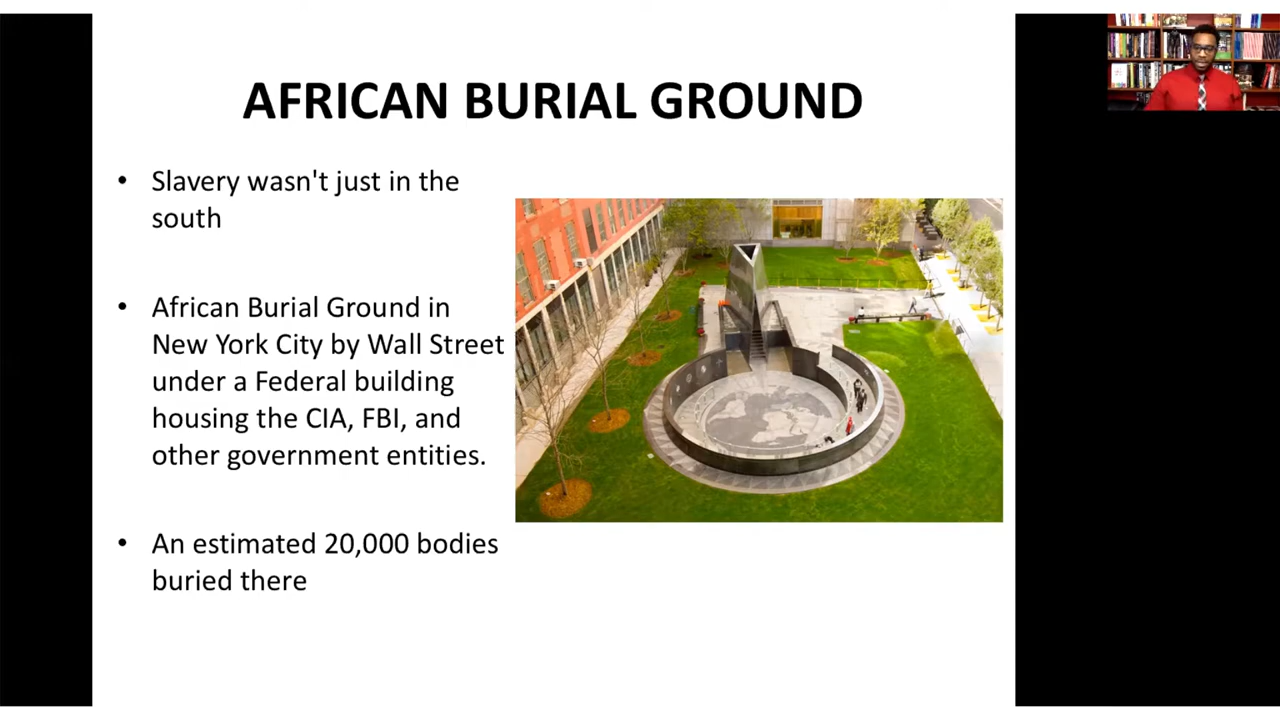 AFRICAN BURIAL GROUND
• Slavery wasn't just in the
south
• African Burial Ground in
New York City by Wall Street
under a Federal building
housing the CIA, FBI, and
other government entities.
• An estimated 20,000 bodies
buried there